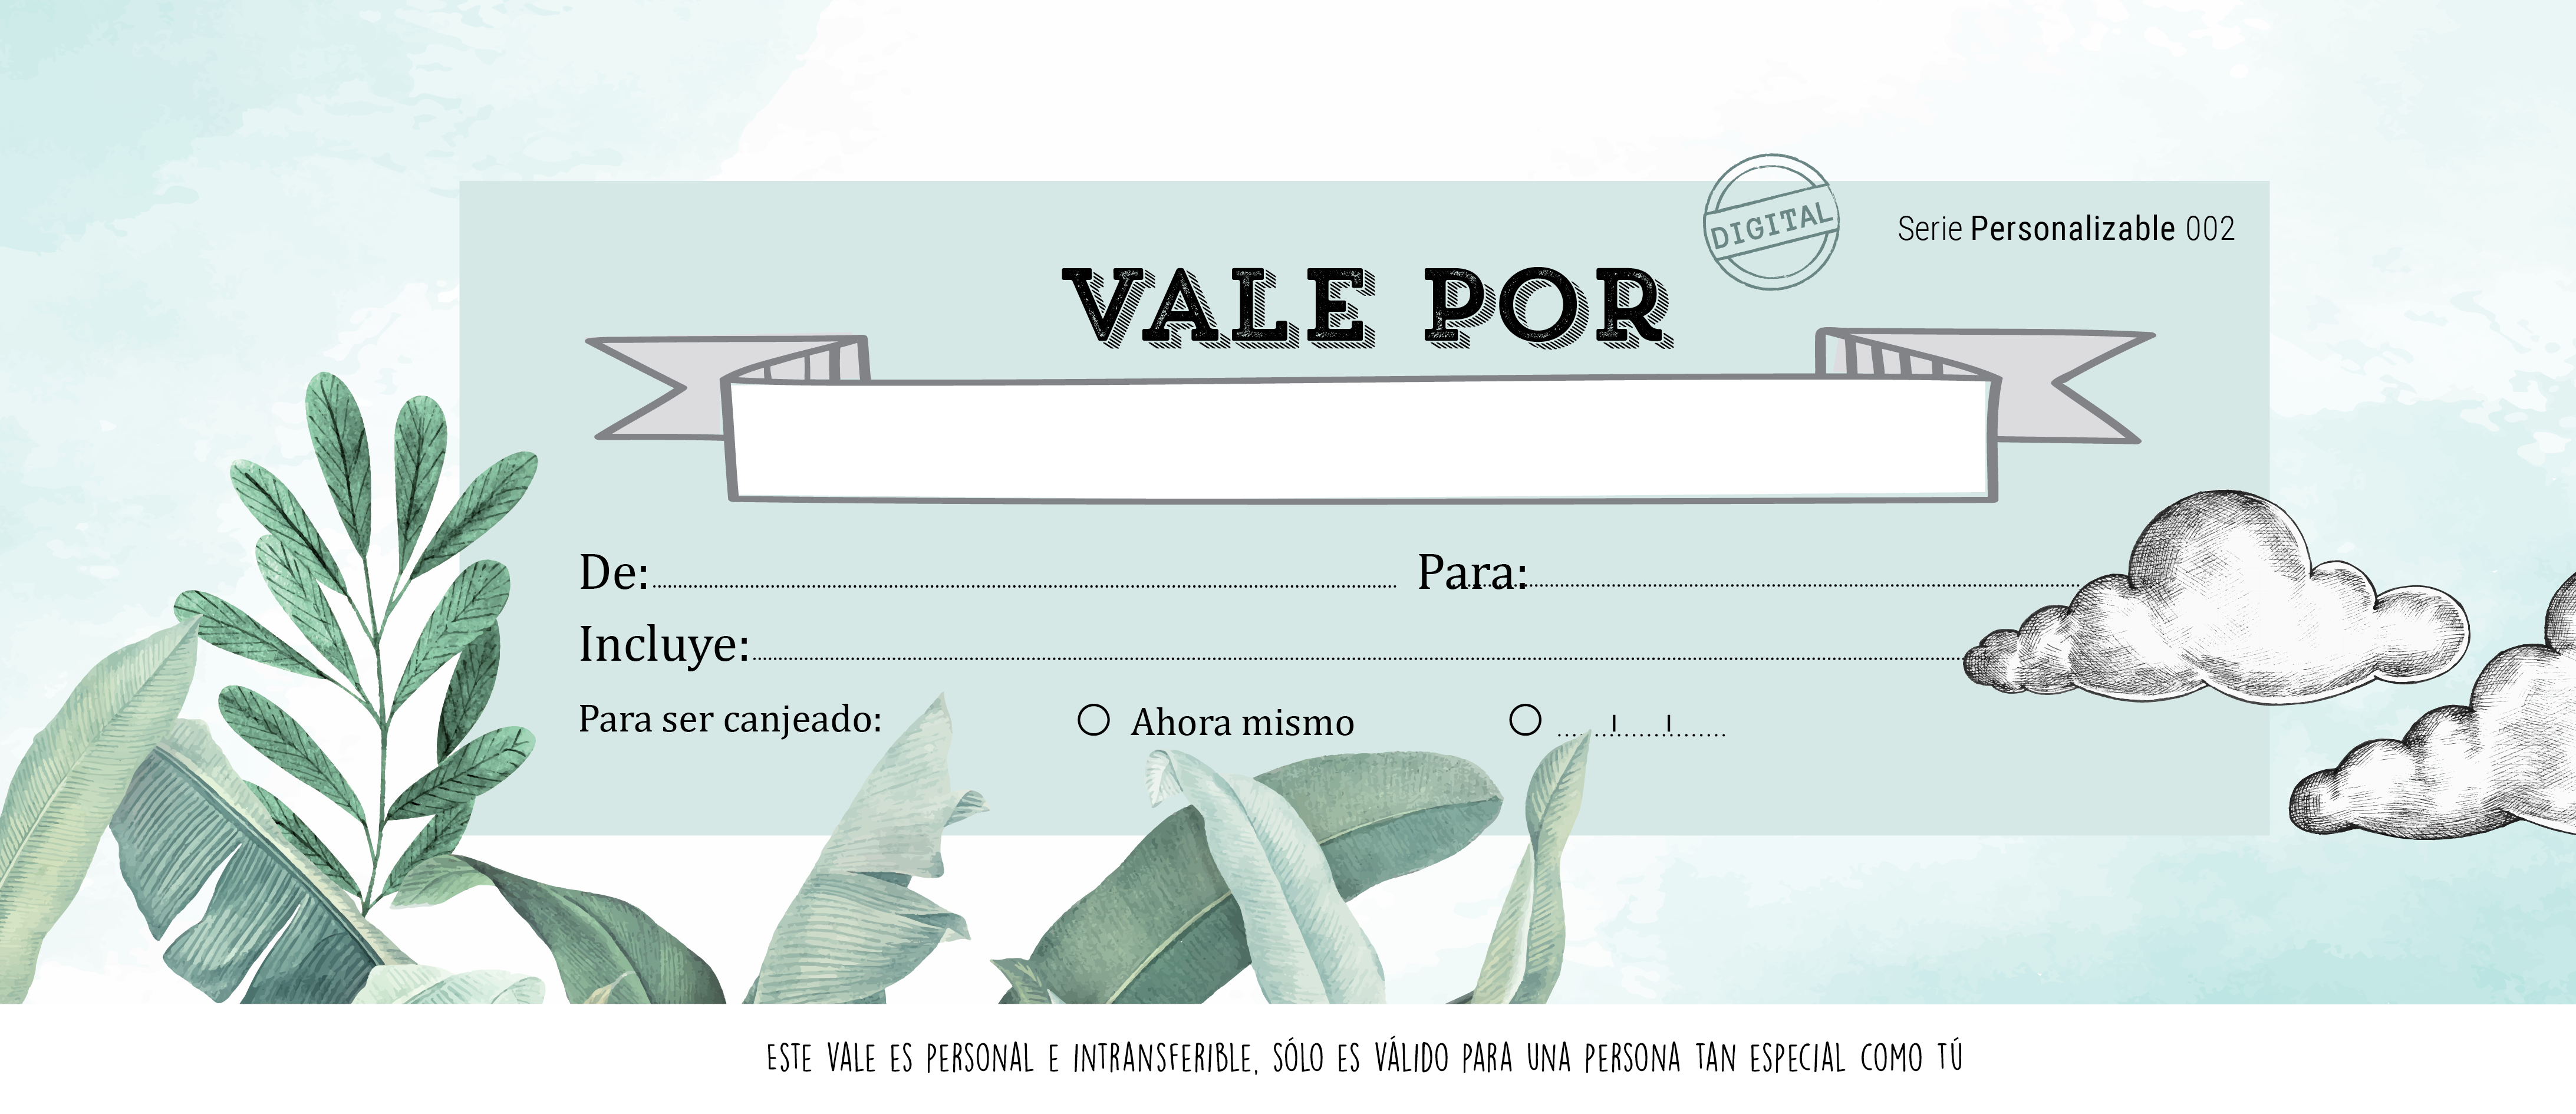 DIGITAL
Serie Personalizable 002
VALE POR
De:
Para:
Incluye:
Para ser canjeado:
Ahora mismo
ESTE VALE ES PERSONAL E INTRANSFERIBLE, SÓLO ES VÁLIDO PARA UNA PERSONA TAN ESPECIAL COMO TÚ